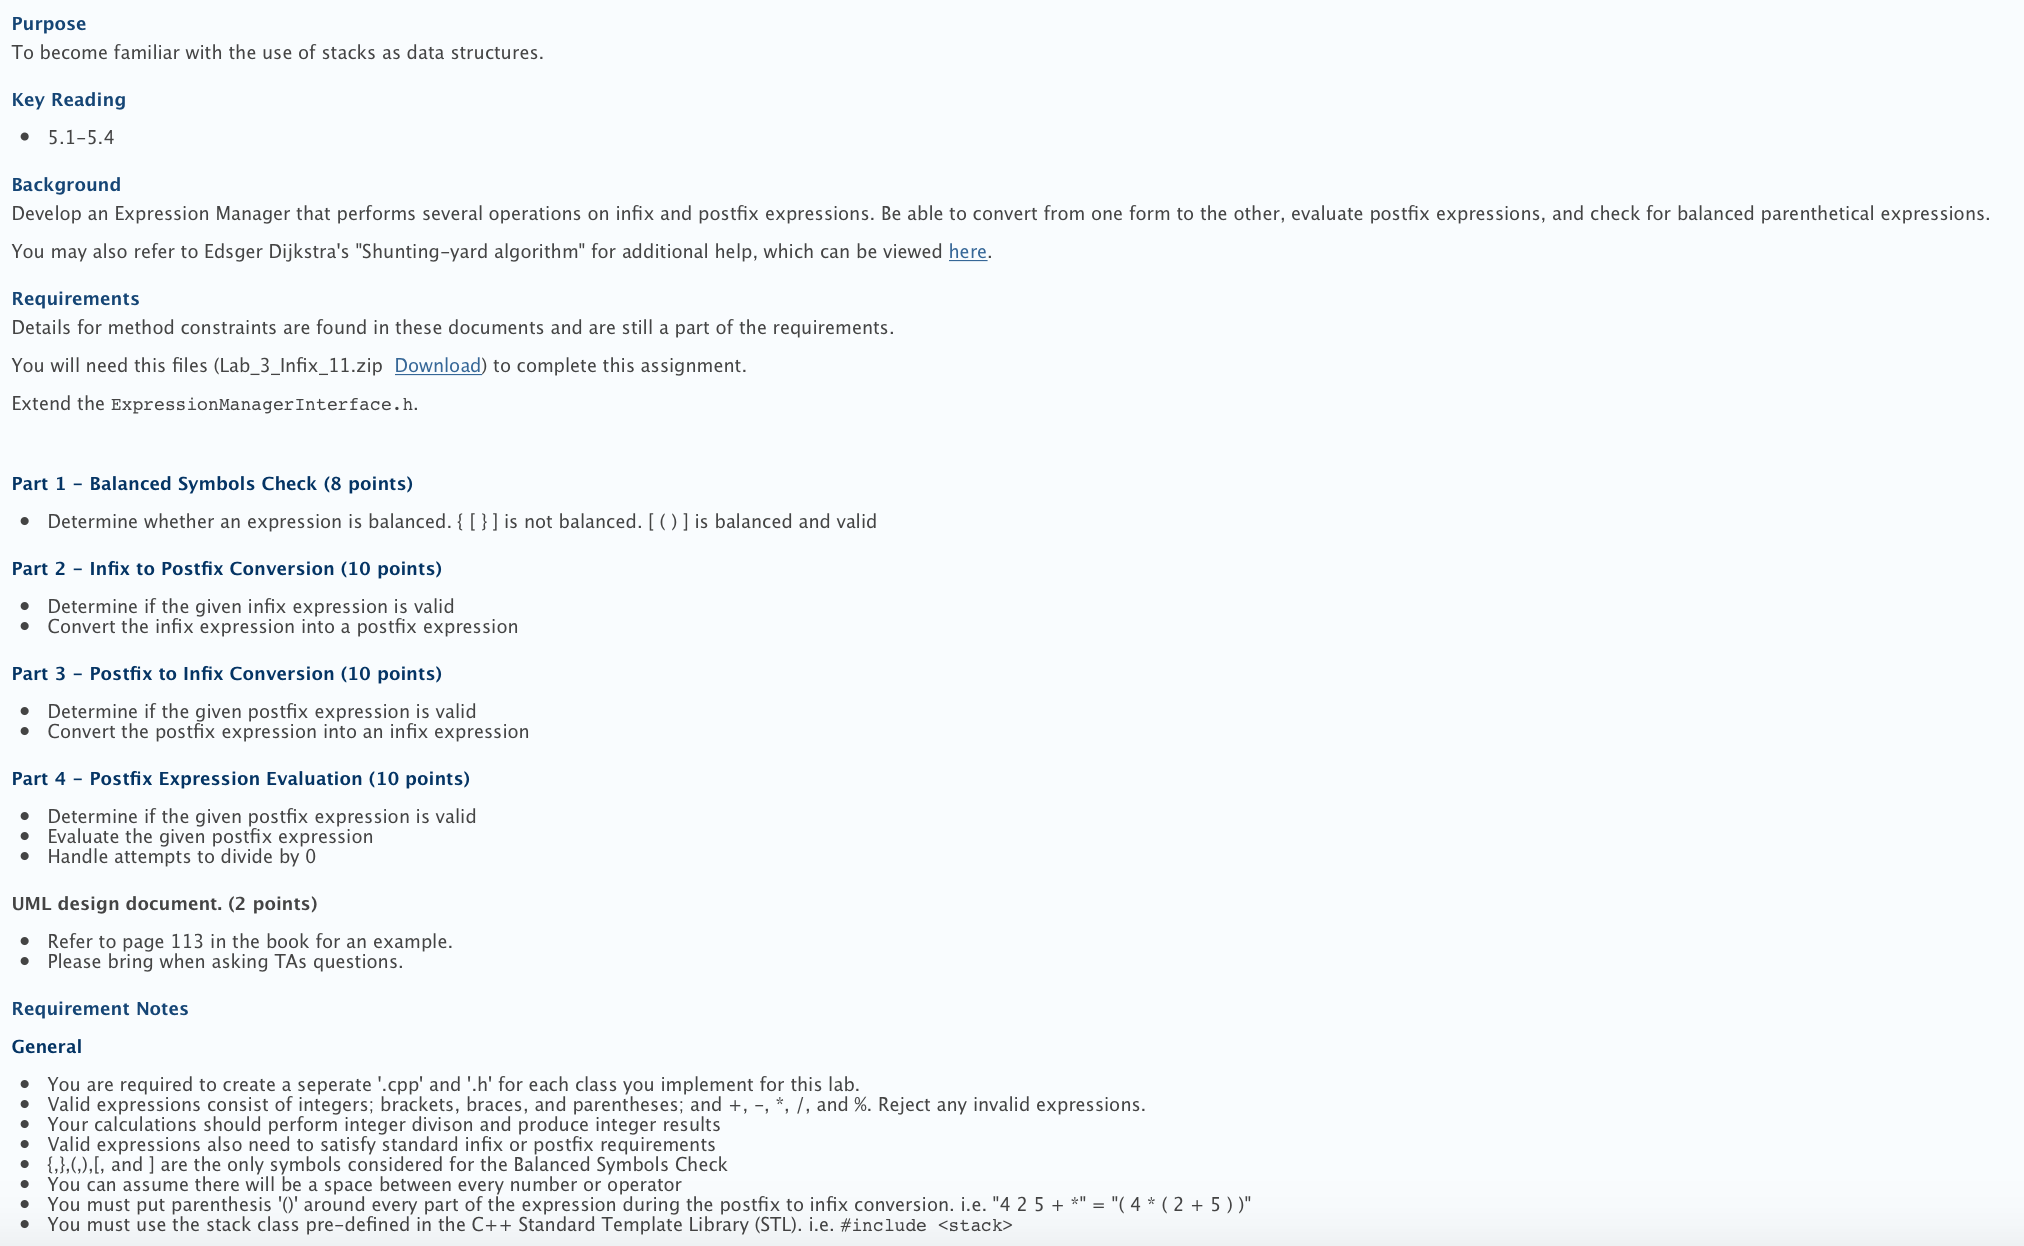 Purpose
To become familiar with the use of stacks as data structures.
Key Reading
• 5.1-5.4
Background
Develop an Expression Manager that performs several operations on infix and postfix expressions. Be able to convert from one form to the other, evaluate postfix expressions, and check for balanced parenthetical expressions.
You may also refer to Edsger Dijkstra's "Shunting-yard algorithm" for additional help, which can be viewed here.
Requirements
Details for method constraints are found in these documents and are still a part of the requirements.
You will need this files (Lab_3_Infix_11.zip Download) to complete this assignment.
Extend the ExpressionManagerInterface.h.
Part 1 - Balanced Symbols Check (8 points)
• Determine whether an expression is balanced. { [ } ] is not balanced. [ ( ) ] is balanced and valid
Part 2 - Infix to Postfix Conversion (10 points)
• Determine if the given infix expression is valid
• Convert the infix expression into a postfix expression
Part 3 - Postfix to Infix Conversion (10 points)
• Determine if the given postfix expression is valid
• Convert the postfix expression into an infix expression
Part 4 - Postfix Expression Evaluation (10 points)
• Determine if the given postfix expression is valid
• Evaluate the given postfix expression
• Handle attempts to divide by 0
UML design document. (2 points)
• Refer to page 113 in the book for an example.
• Please bring when asking TAs questions.
Requirement Notes
General
• You are required to create a seperate '.cpp' and '.h' for each class you implement for this lab.
• Valid expressions consist of integers; brackets, braces, and parentheses; and +, -, *, /, and %. Reject any invalid expressions.
• Your calculations should perform integer divison and produce integer results
• Valid expressions also need to satisfy standard infix or postfix requirements
• {,},(,),[, and ] are the only symbols considered for the Balanced Symbols Check
• You can assume there will be a space between every number or operator
• You must put parenthesis '()' around every part of the expression during the postfix to infix conversion. i.e. "4 2 5 + *" = "( 4 * ( 2 + 5 ) )"
• You must use the stack class pre-defined in the C++ Standard Template Library (STL). i.e. #include <stack>